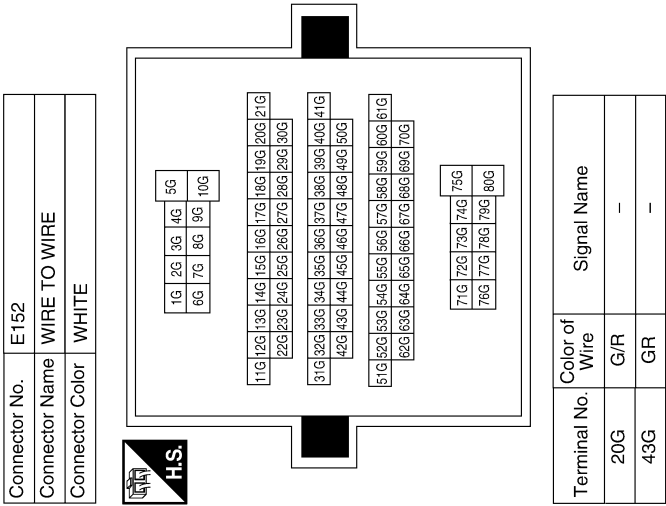 Connector No. E152
Connector Name WIRE TO WIRE
Connector Color WHITE
H.S.
1G 2G 3G 4G 5G
6G 7G 8G 9G 10G
11G 12G 13G 14G 15G 16G 17G 18G 19G 20G 21G
22G 23G 24G 25G 26G 27G 28G 29G 30G
31G 32G 33G 34G 35G 36G 37G 38G 39G 40G 41G
42G 43G 44G 45G 46G 47G 48G 49G 50G
51G 52G 53G 54G 55G 56G 57G 58G 59G 60G 61G
62G 63G 64G 65G 66G 67G 68G 69G 70G
71G 72G 73G 74G 75G
76G 77G 78G 79G 80G
Terminal No. Color of Wire Signal Name
20G G/R –
43G GR –